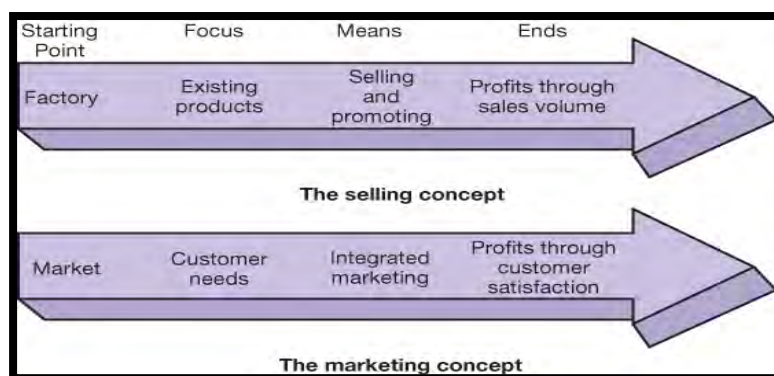 Starting Point
Focus
Means
Ends
Factory
Existing products
Selling and promoting
Profits through sales volume
The selling concept
Market
Customer needs
Integrated marketing
Profits through customer satisfaction
The marketing concept